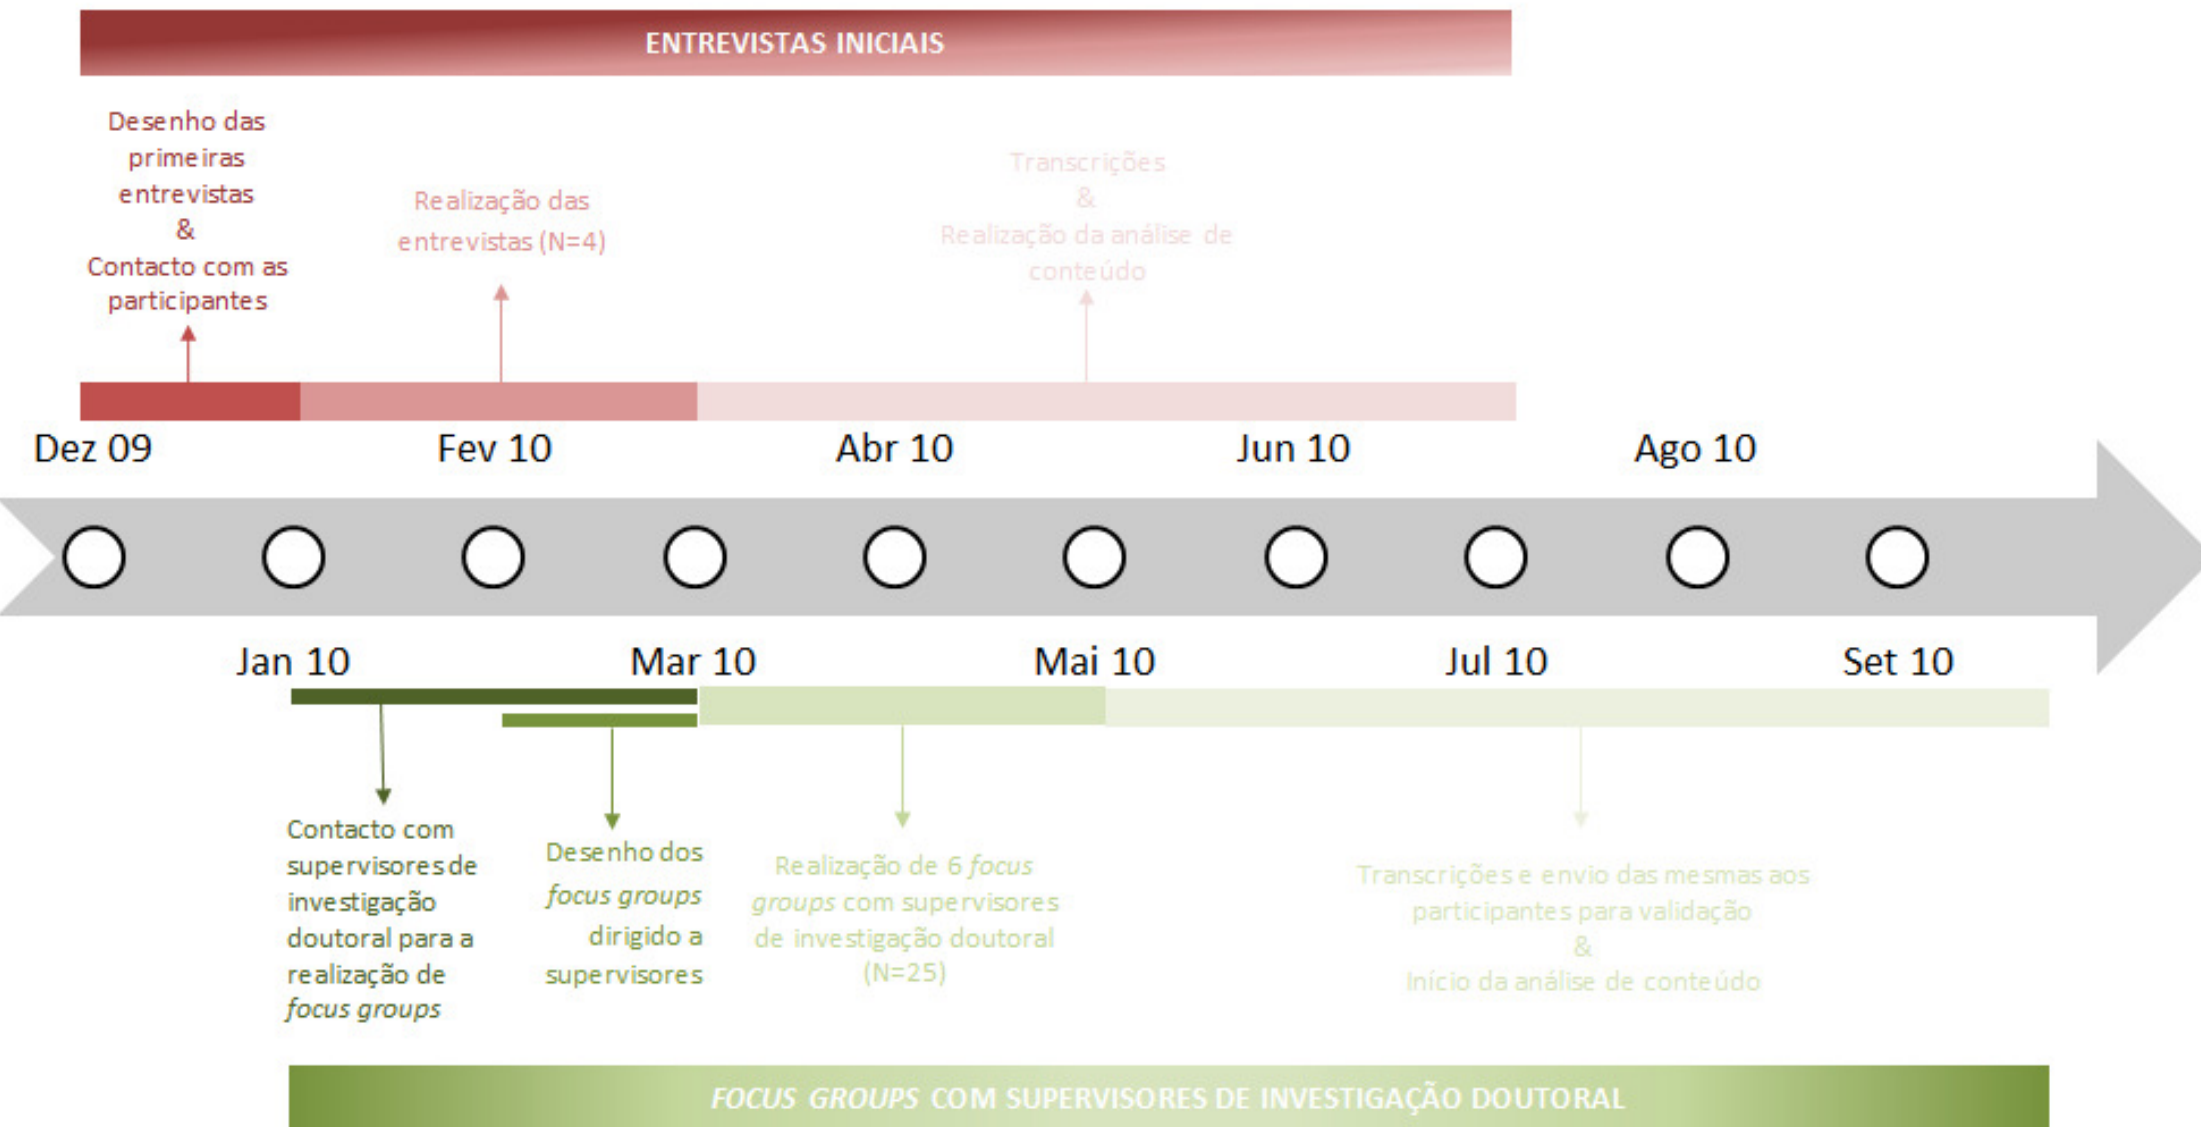 ENTREVISTAS INICIAIS
Desenho das
primeiras
entrevistas
&
Contacto com as
participantes
Realização das
entrevistas (N=4)
Transcrições
&
Realização da análise de
conteúdo
Dez 09
Fev 10
Abr 10
Jun 10
Ago 10
Jan 10
Mar 10
Mai 10
Jul 10
Set 10
Contacto com
supervisores de
investigação
doutoral para a
realização de
focus groups
Desenho dos
focus groups
dirigido a
supervisores
Realização de 6 focus
groups com supervisores
de investigação doutoral
(N=25)
Transcrições e envio das mesmas aos
participantes para validação
&
Início da análise de conteúdo
FOCUS GROUPS COM SUPERVISORES DE INVESTIGAÇÃO DOUTORAL